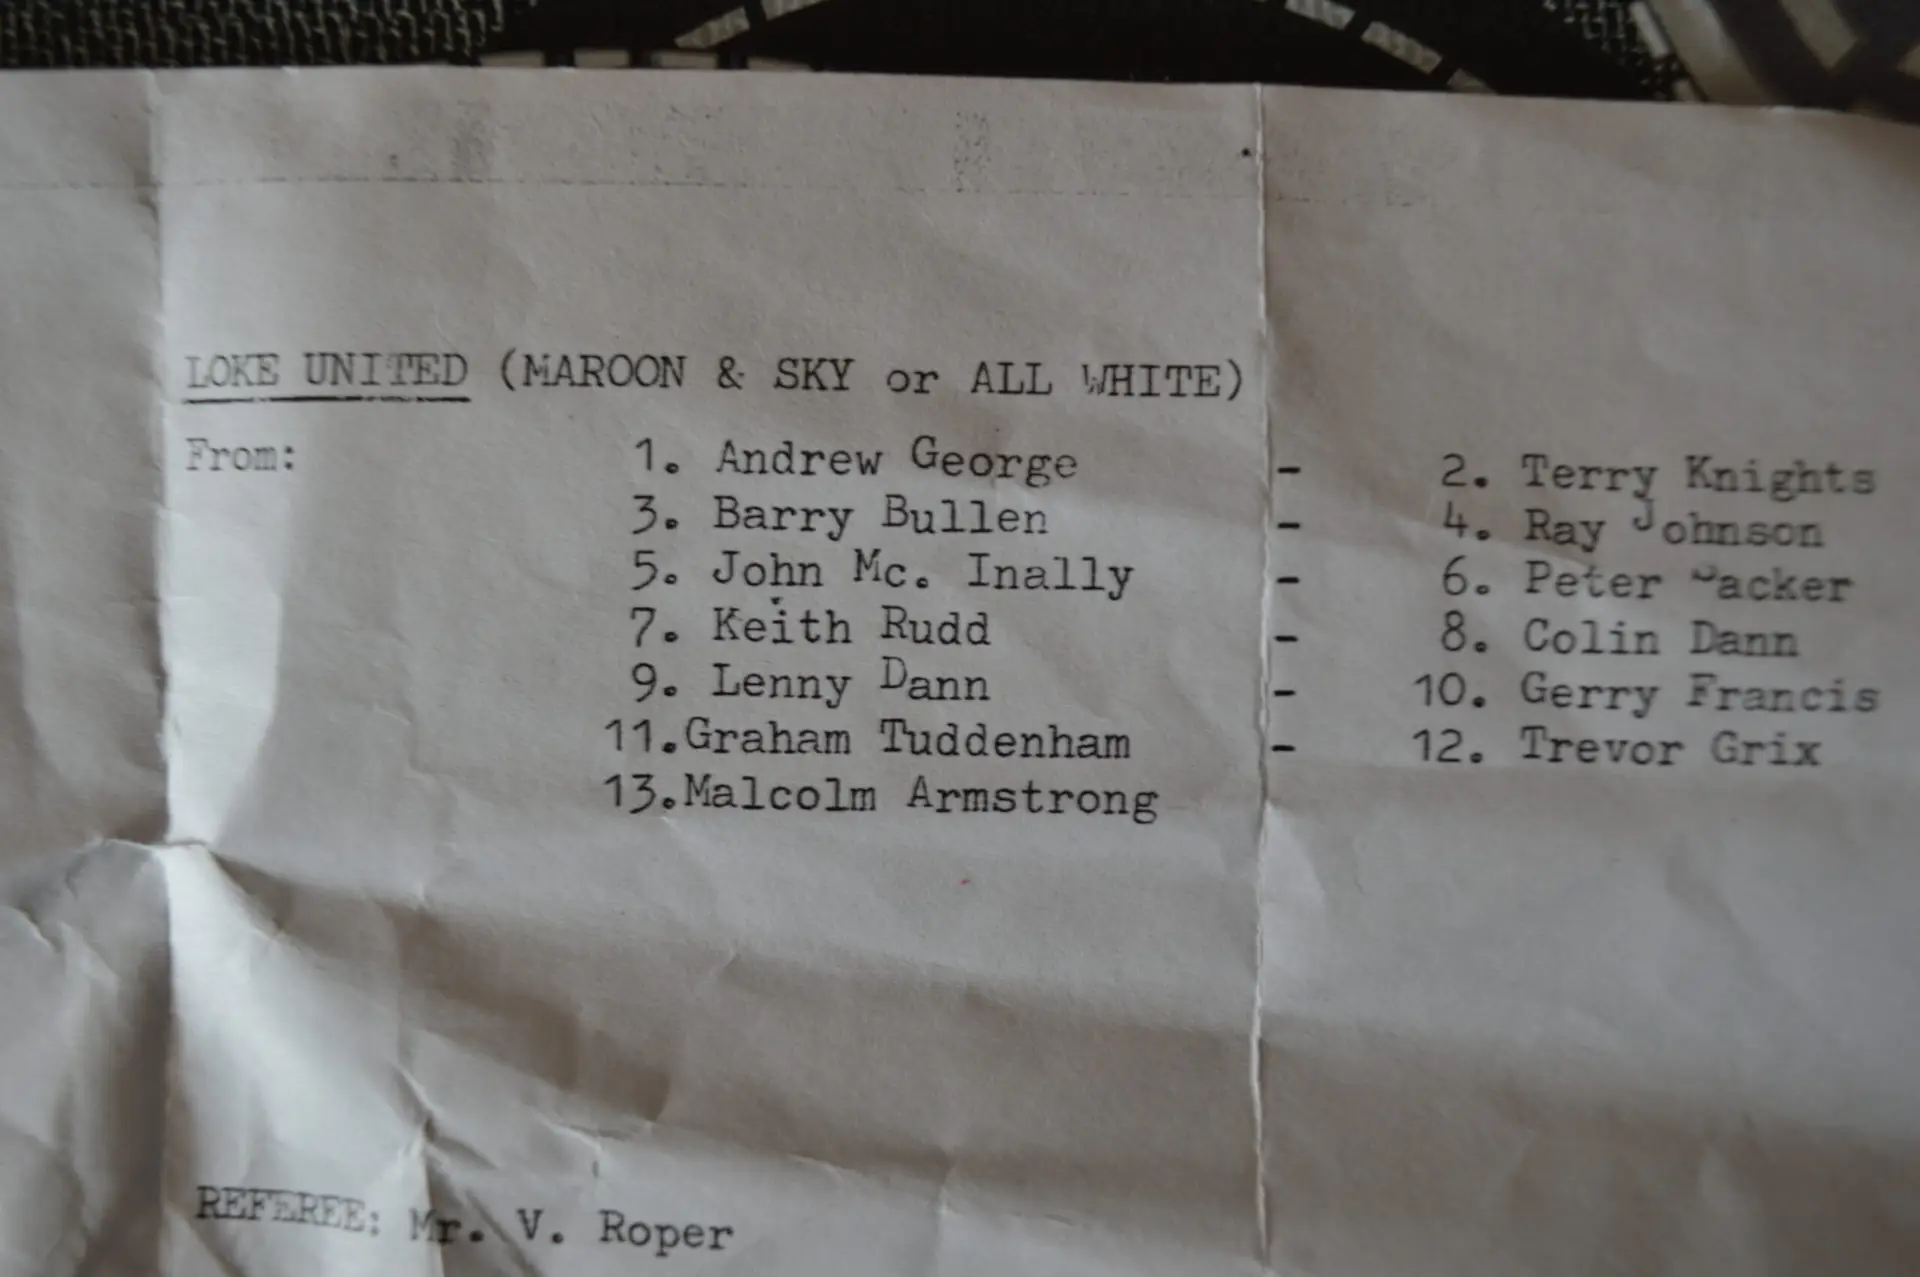 LOKE UNITED (MAROON & SKY or ALL WHITE)
From: 1. Andrew George - 2. Terry Knights
3. Barry Bullen - 4. Ray Johnson
5. John Mc. Inally - 6. Peter
7. Keith Rudd - 8. Colin Dann
9. Lenny Dann - 10. Gerry Francis
11. Graham Tuddenham - 12. Trevor Grix
13. Malcolm Armstrong
REFEREE: Mr. V. Roper